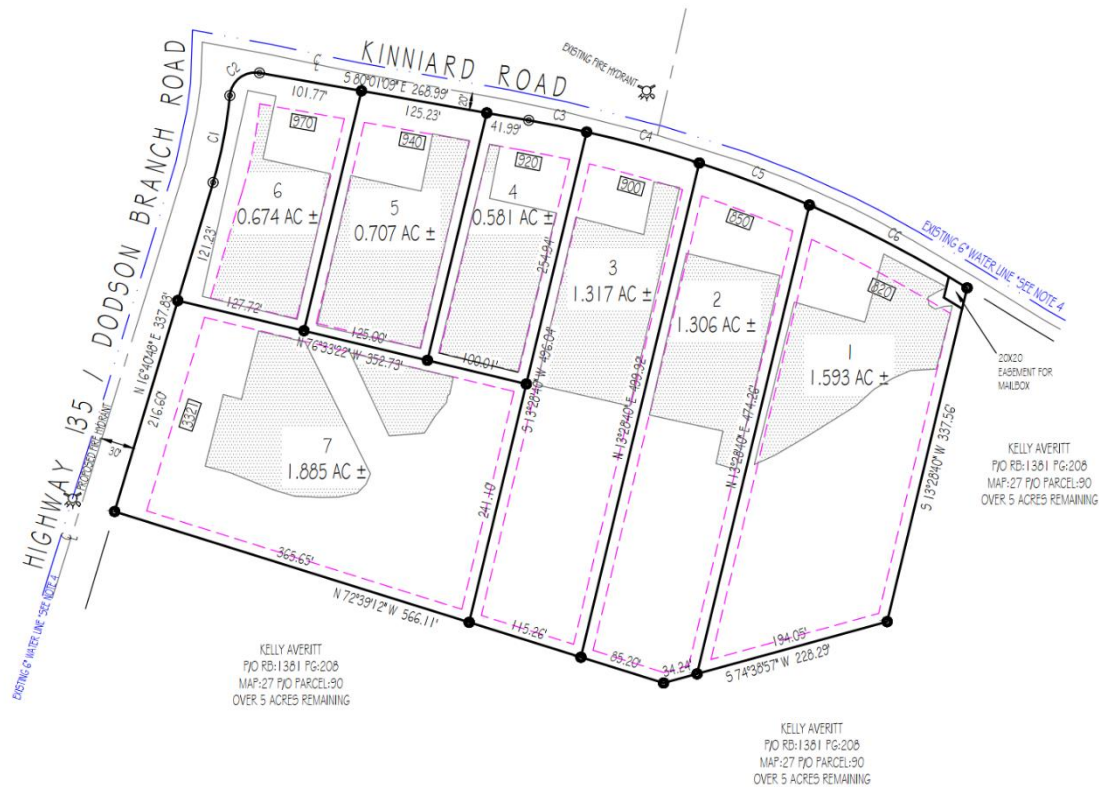 KINNIARD ROAD
EXISTING FIRE HYDRANT
HIGHWAY 135 / DODSON BRANCH ROAD
S 80°01'09" E 268.99'
20'
C2
101.77'
125.23'
41.99'
C3
C4
C5
C6
C1
970
940
920
900
850
820
6
0.674 AC ±
5
0.707 AC ±
4
0.581 AC ±
3
1.317 AC ±
2
1.306 AC ±
1
1.593 AC ±
EXISTING 6" WATER LINE *SEE NOTE 4
20X20
EASEMENT FOR
MAILBOX
121.23'
254.94'
S 13°28'40" W 496.04'
N 13°28'40" E 499.92'
N 13°28'40" E 474.26'
S 13°28'40" W 337.56'
127.72'
125.00'
100.01'
N 76°33'22" W 352.73'
N 16°40'48" E 337.83'
216.60'
30'
PROPOSED FIRE HYDRANT
3321
7
1.885 AC ±
241.10'
365.65'
N 72°39'12" W 566.11'
115.26'
85.20'
34.24'
194.05'
S 74°38'57" W 228.29'
EXISTING 6" WATER LINE *SEE NOTE 4
KELLY AVERITT
P/O RB:1381 PG:208
MAP:27 P/O PARCEL:90
OVER 5 ACRES REMAINING
KELLY AVERITT
P/O RB:1381 PG:208
MAP:27 P/O PARCEL:90
OVER 5 ACRES REMAINING
KELLY AVERITT
P/O RB:1381 PG:208
MAP:27 P/O PARCEL:90
OVER 5 ACRES REMAINING